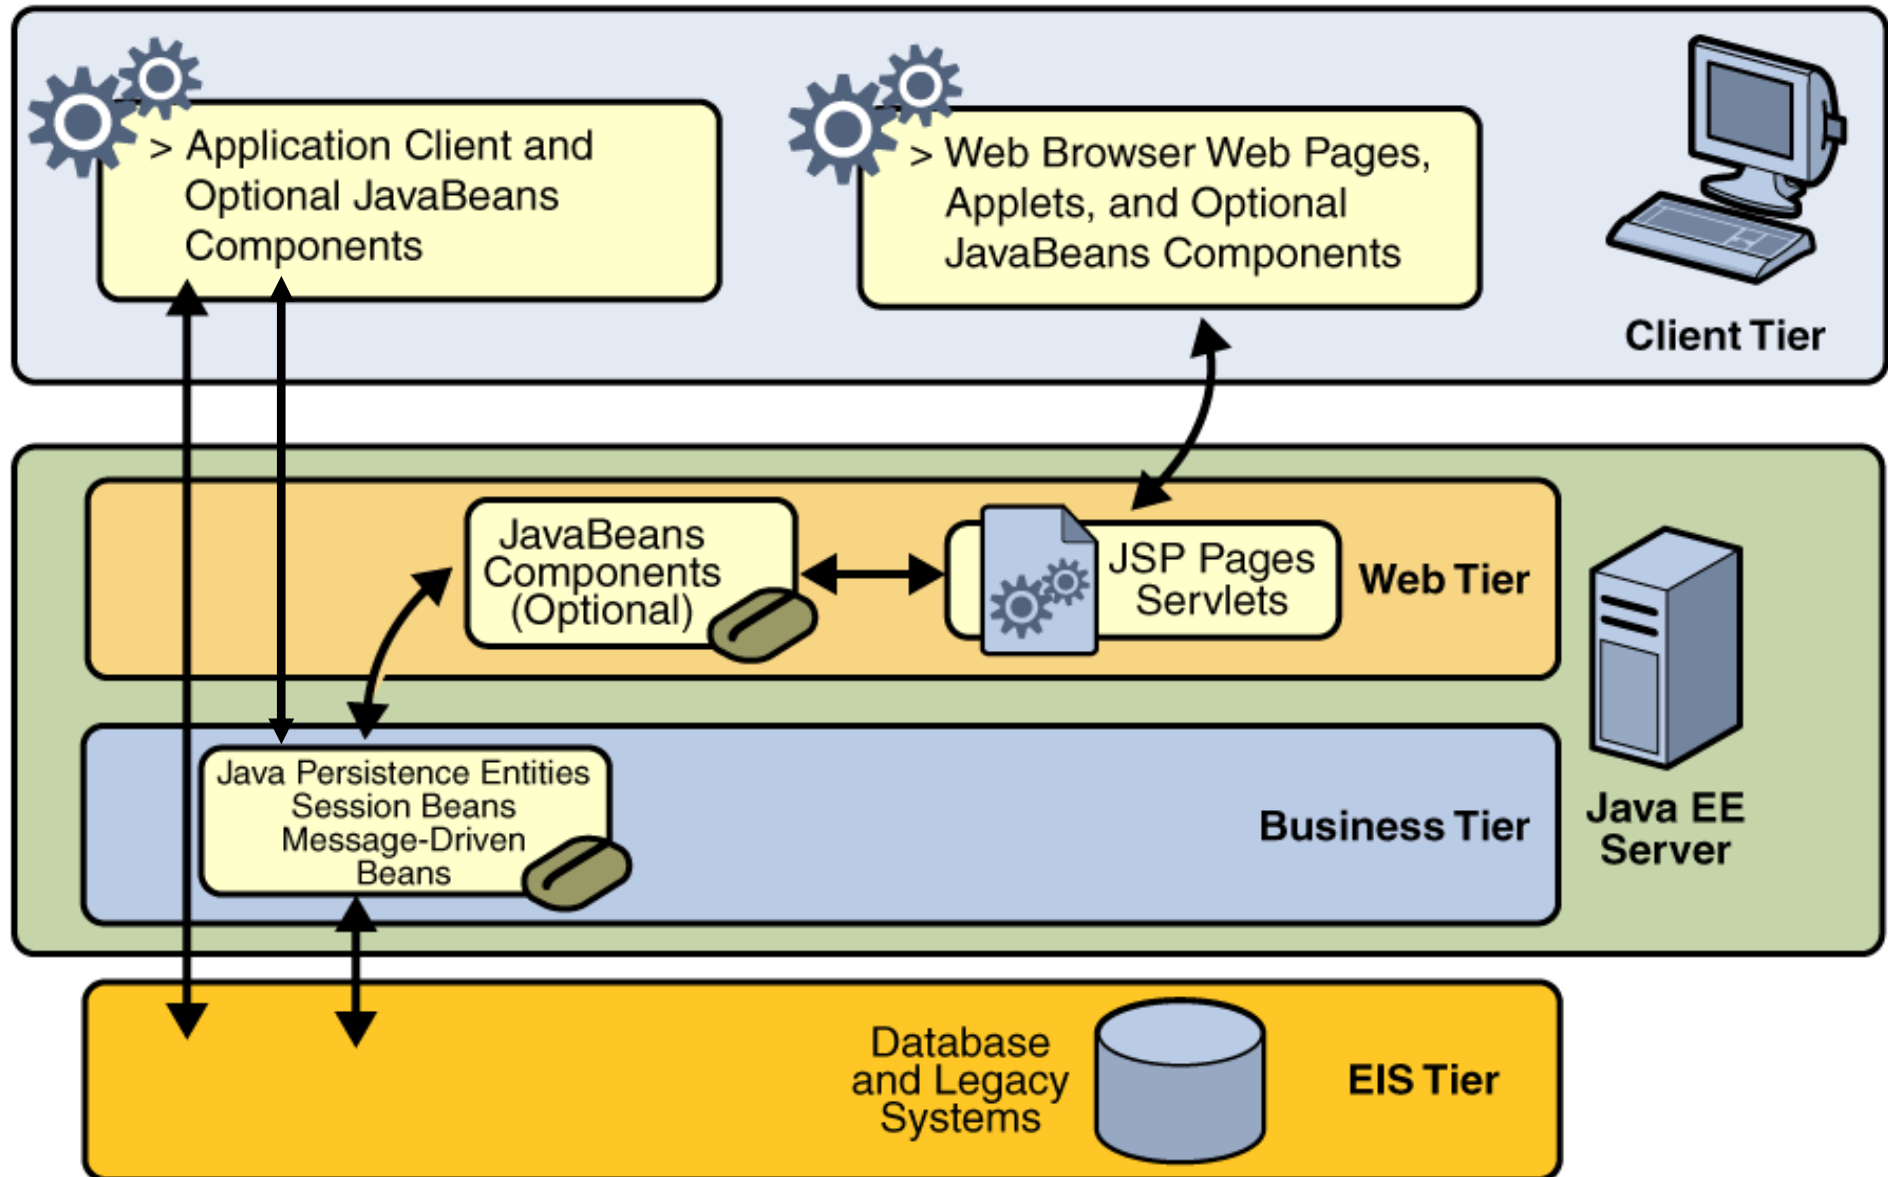 > Application Client and
Optional JavaBeans
Components
> Web Browser Web Pages,
Applets, and Optional
JavaBeans Components
Client Tier
JavaBeans
Components
(Optional)
JSP Pages
Servlets
Web Tier
Java Persistence Entities
Session Beans
Message-Driven
Beans
Business Tier
Java EE
Server
Database
and Legacy
Systems
EIS Tier